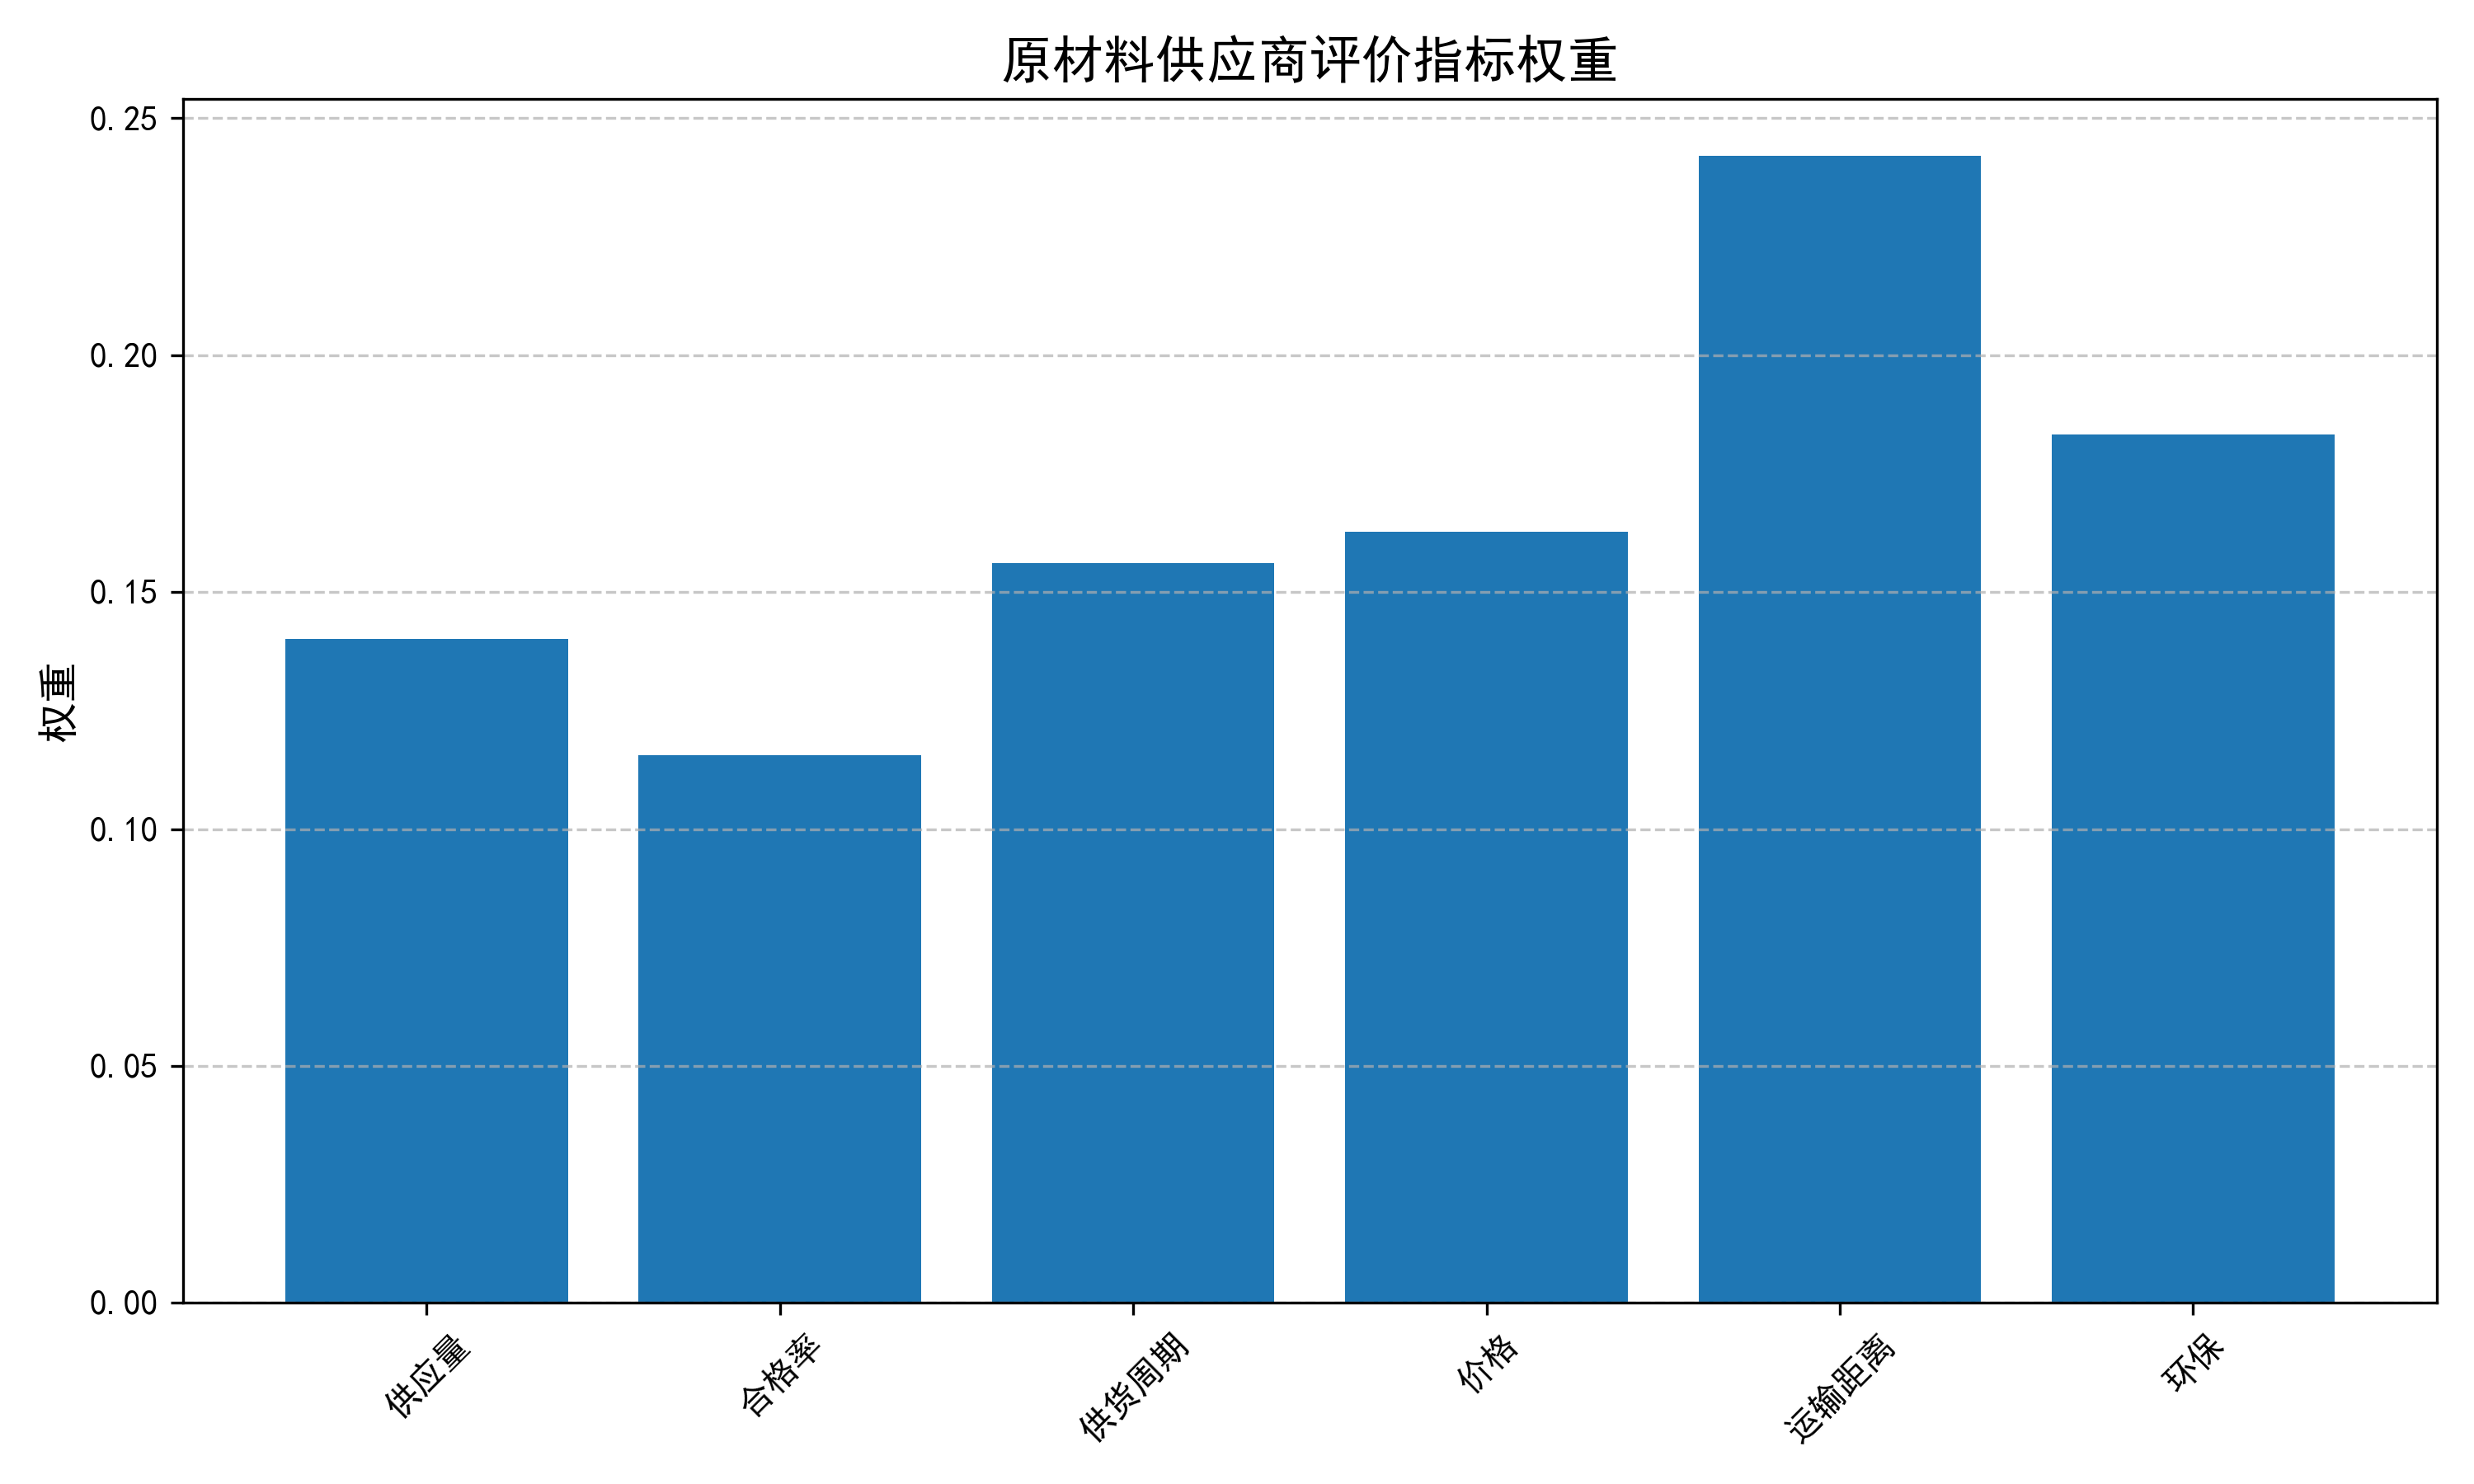 原材料供应商评价指标权重
权重
0.25
0.20
0.15
0.10
0.05
0.00
供应量
合格率
供货周期
价格
运输距离
环保